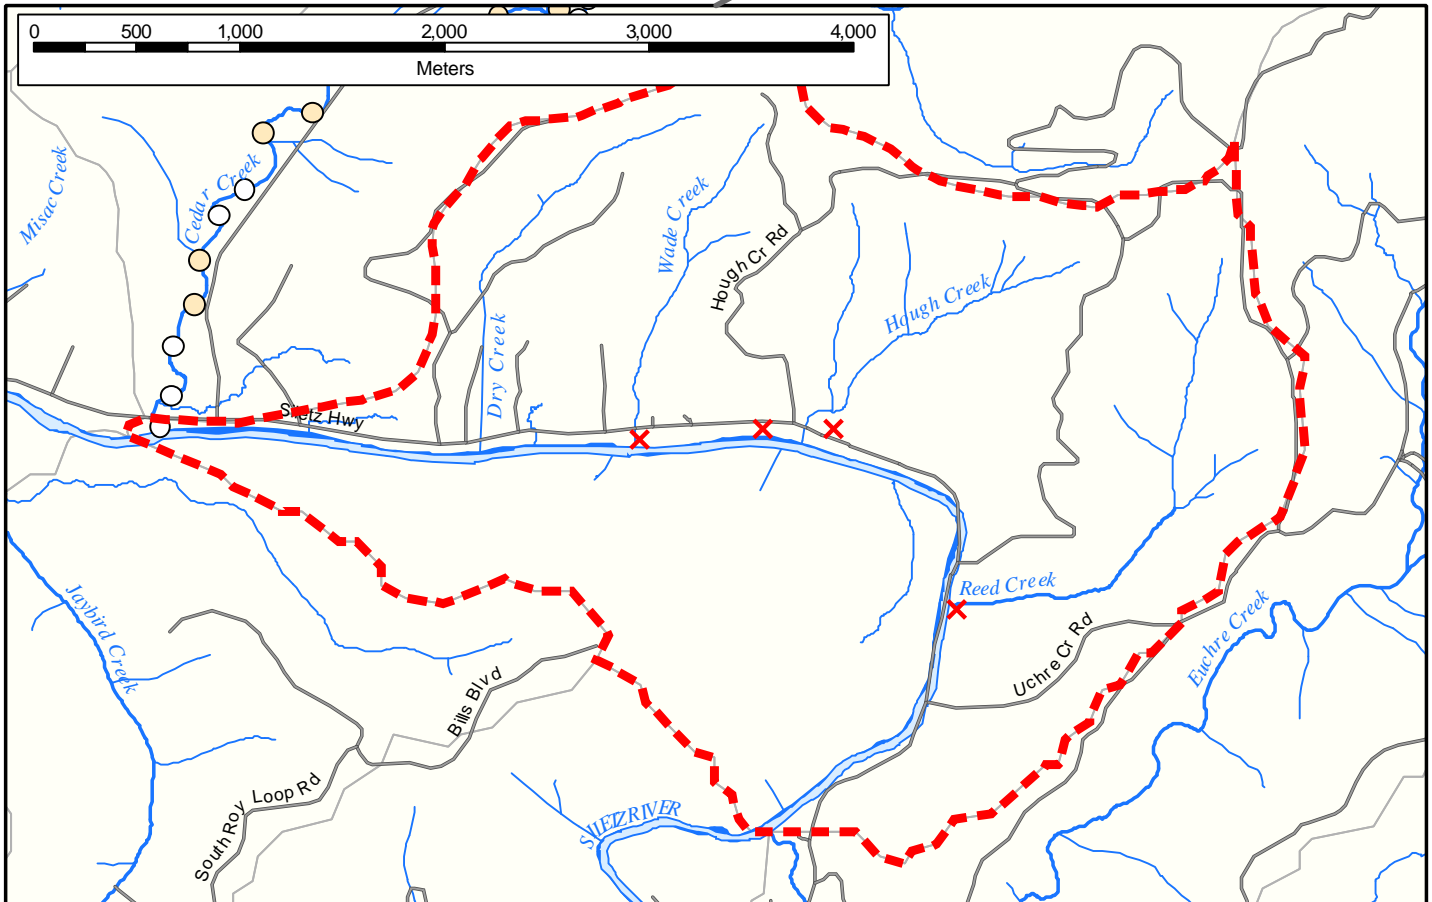 0 500 1,000 2,000 3,000 4,000
Meters
Misac Creek
Cedar Creek
Wade Creek
Hough Cr Rd
Hough Creek
Dry Creek
Siletz Hwy
Reed Creek
Jaybird Creek
Uchre Cr Rd
Euchre Creek
Bills Blvd
South Roy Loop Rd
SILETZ RIVER